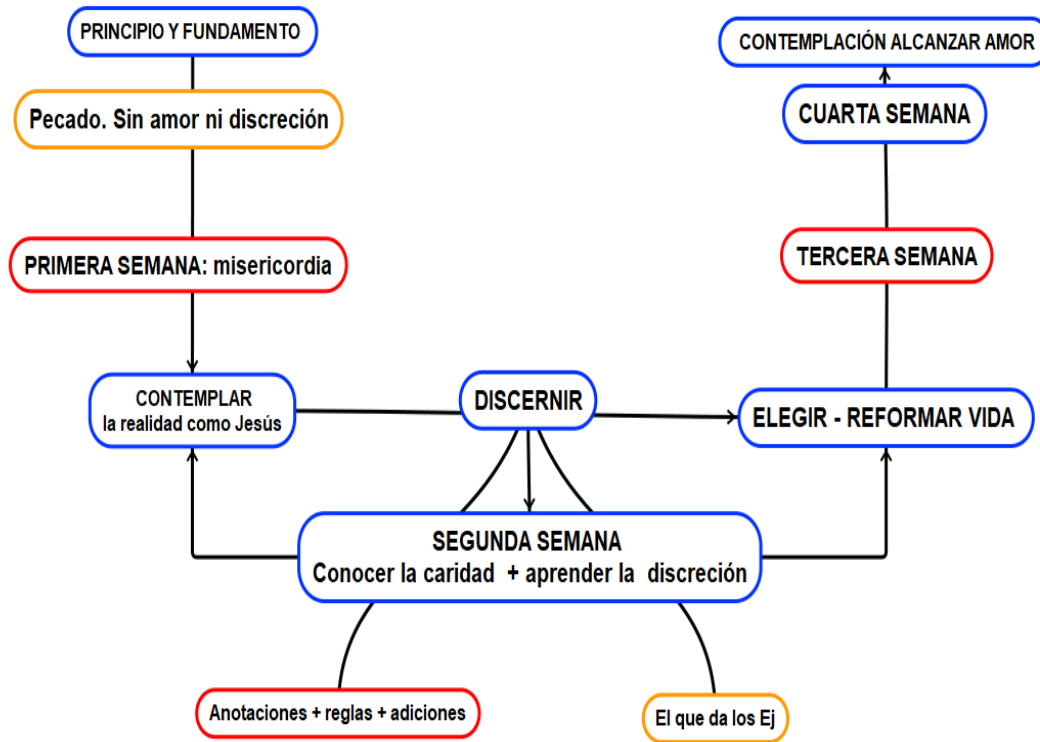 PRINCIPIO Y FUNDAMENTO
CONTEMPLACIÓN ALCANZAR AMOR
Pecado. Sin amor ni discreción
CUARTA SEMANA
PRIMERA SEMANA: misericordia
TERCERA SEMANA
CONTEMPLAR
la realidad como Jesús
DISCERNIR
ELEGIR - REFORMAR VIDA
SEGUNDA SEMANA
Conocer la caridad + aprender la discreción
Anotaciones + reglas + adiciones
El que da los Ej